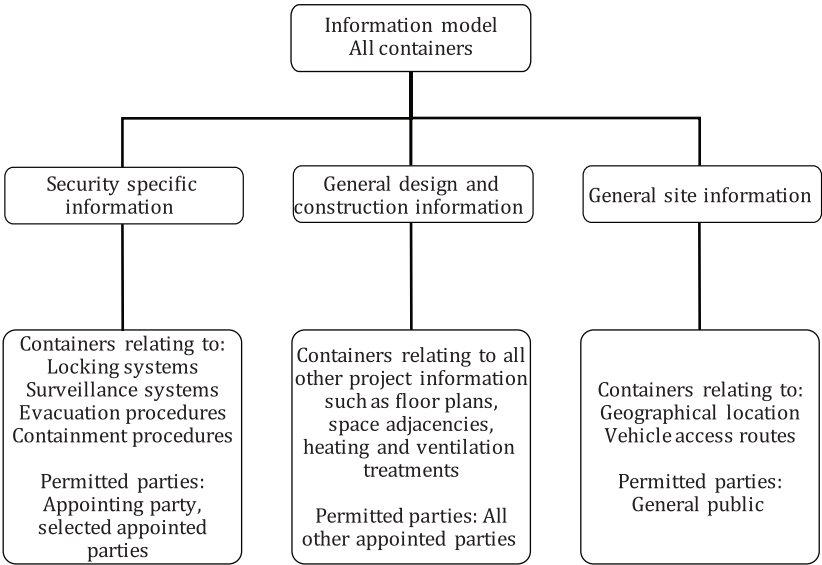 Information model
All containers
Security specific
information
General design and
construction information
General site information
Containers relating to:
Locking systems
Surveillance systems
Evacuation procedures
Containment procedures
Permitted parties:
Appointing party,
selected appointed
parties
Containers relating to all
other project information
such as floor plans,
space adjacencies,
heating and ventilation
treatments
Permitted parties: All
other appointed parties
Containers relating to:
Geographical location
Vehicle access routes
Permitted parties:
General public